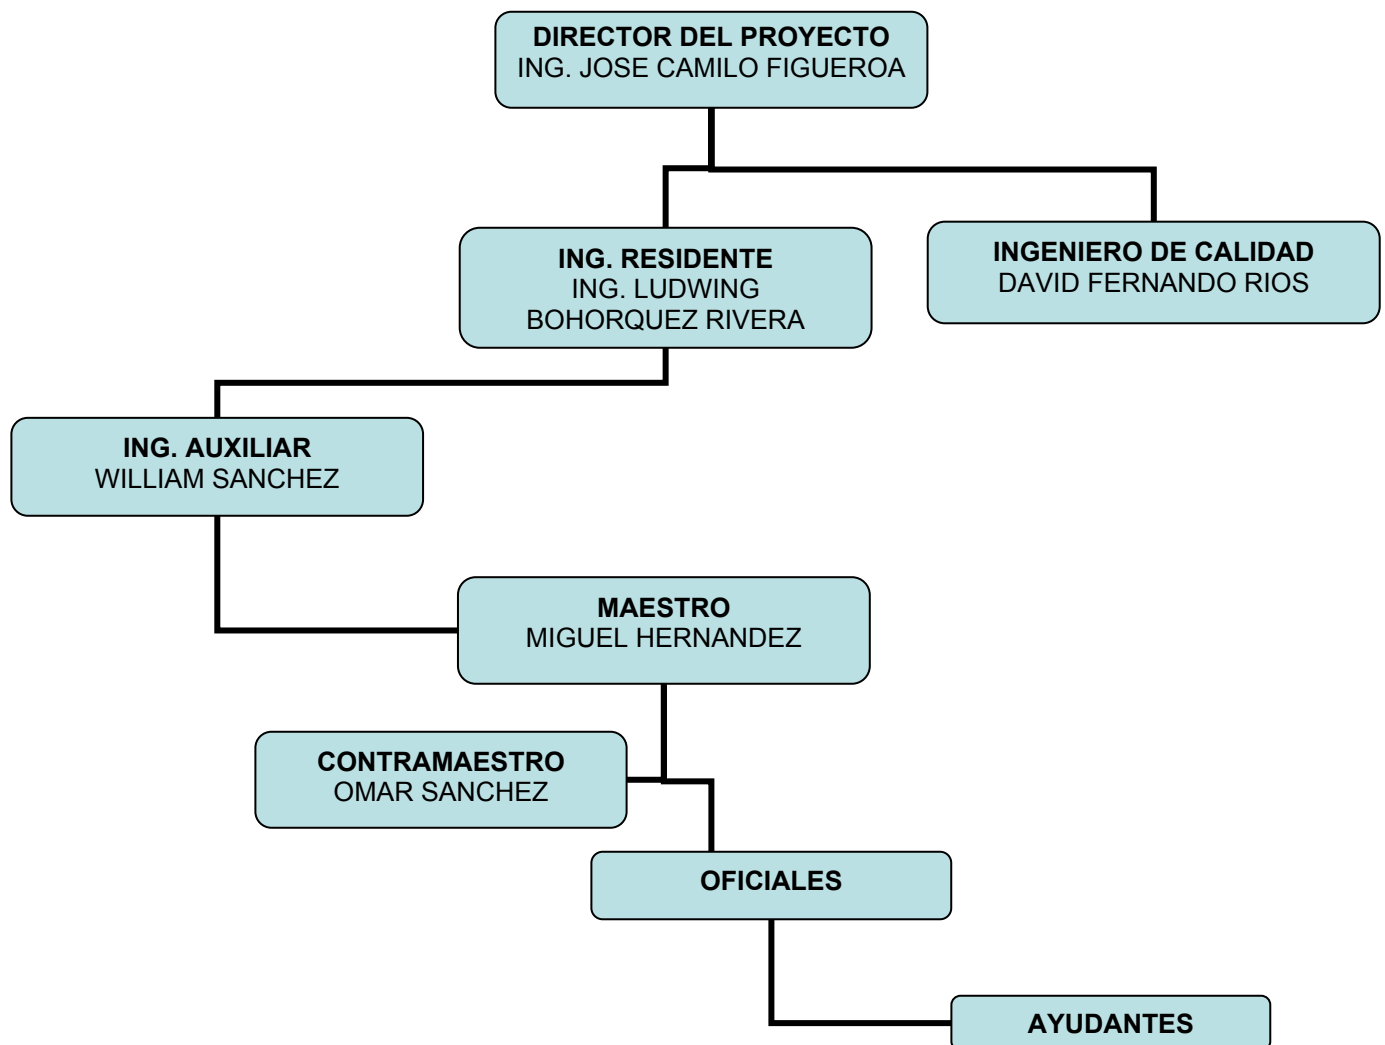 DIRECTOR DEL PROYECTO
ING. JOSE CAMILO FIGUEROA
ING. RESIDENTE
ING. LUDWING
BOHORQUEZ RIVERA
INGENIERO DE CALIDAD
DAVID FERNANDO RIOS
ING. AUXILIAR
WILLIAM SANCHEZ
MAESTRO
MIGUEL HERNANDEZ
CONTRAMAESTRO
OMAR SANCHEZ
OFICIALES
AYUDANTES